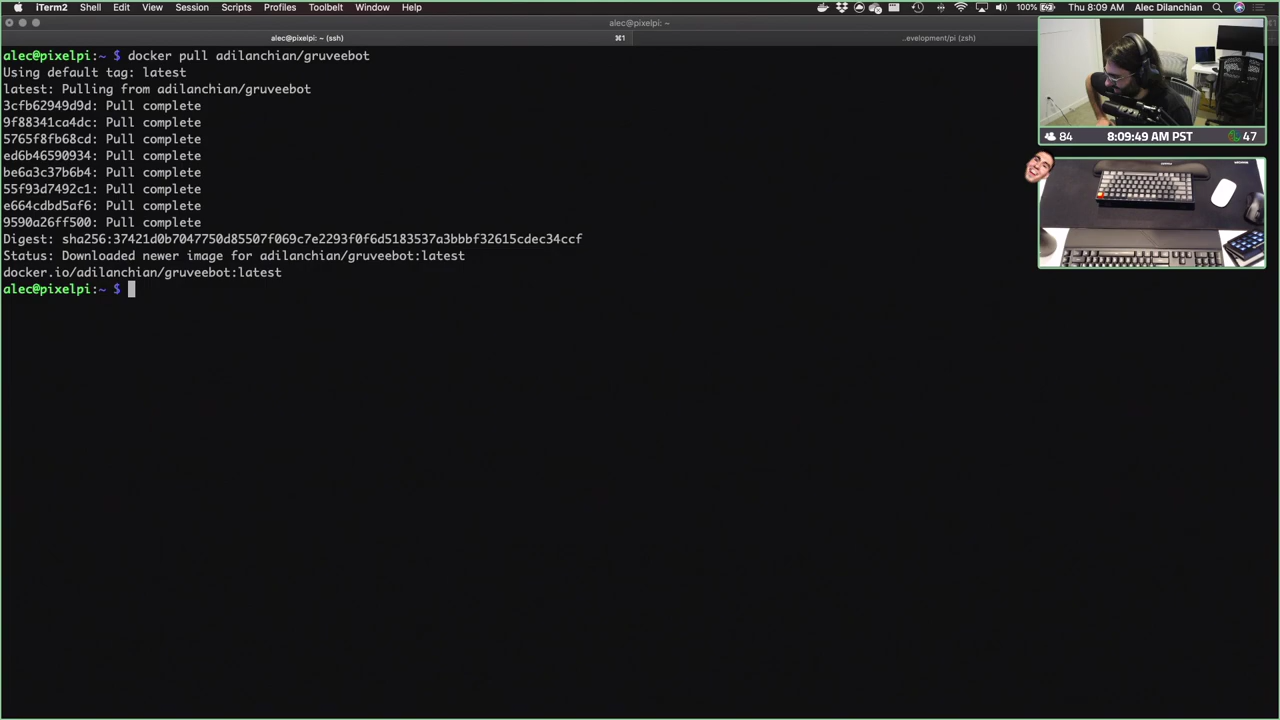 iTerm2 Shell Edit View Session Scripts Profiles Toolbelt Window Help 100% Thu 8:09 AM Alec Dilanchian
alec@pixelpi: ~
alec@pixelpi: ~ (ssh) ⌘1 ..evelopment/pi (zsh)
alec@pixelpi:~ $ docker pull adilanchian/gruveebot
Using default tag: latest
latest: Pulling from adilanchian/gruveebot
3cfb62949d9d: Pull complete
9f88341ca4dc: Pull complete
5765f8fb68cd: Pull complete
ed6b46590934: Pull complete
be6a3c37b6b4: Pull complete
55f93d7492c1: Pull complete
e664cdbd5af6: Pull complete
9590a26ff500: Pull complete
Digest: sha256:37421d0b7047750d85507f069c7e2293f0f6d5183537a3bbbf32615cdec34ccf
Status: Downloaded newer image for adilanchian/gruveebot:latest
docker.io/adilanchian/gruveebot:latest
alec@pixelpi:~ $
84 8:09:49 AM PST 47